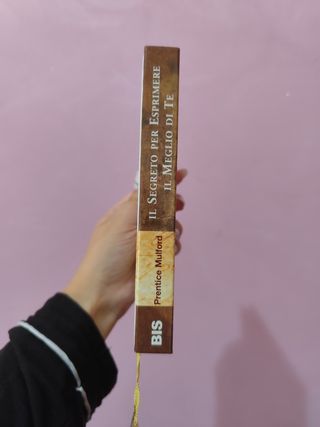 IL SEGRETO PER ESPRIMERE
IL MEGLIO DI TE
Prentice Mulford
BIS